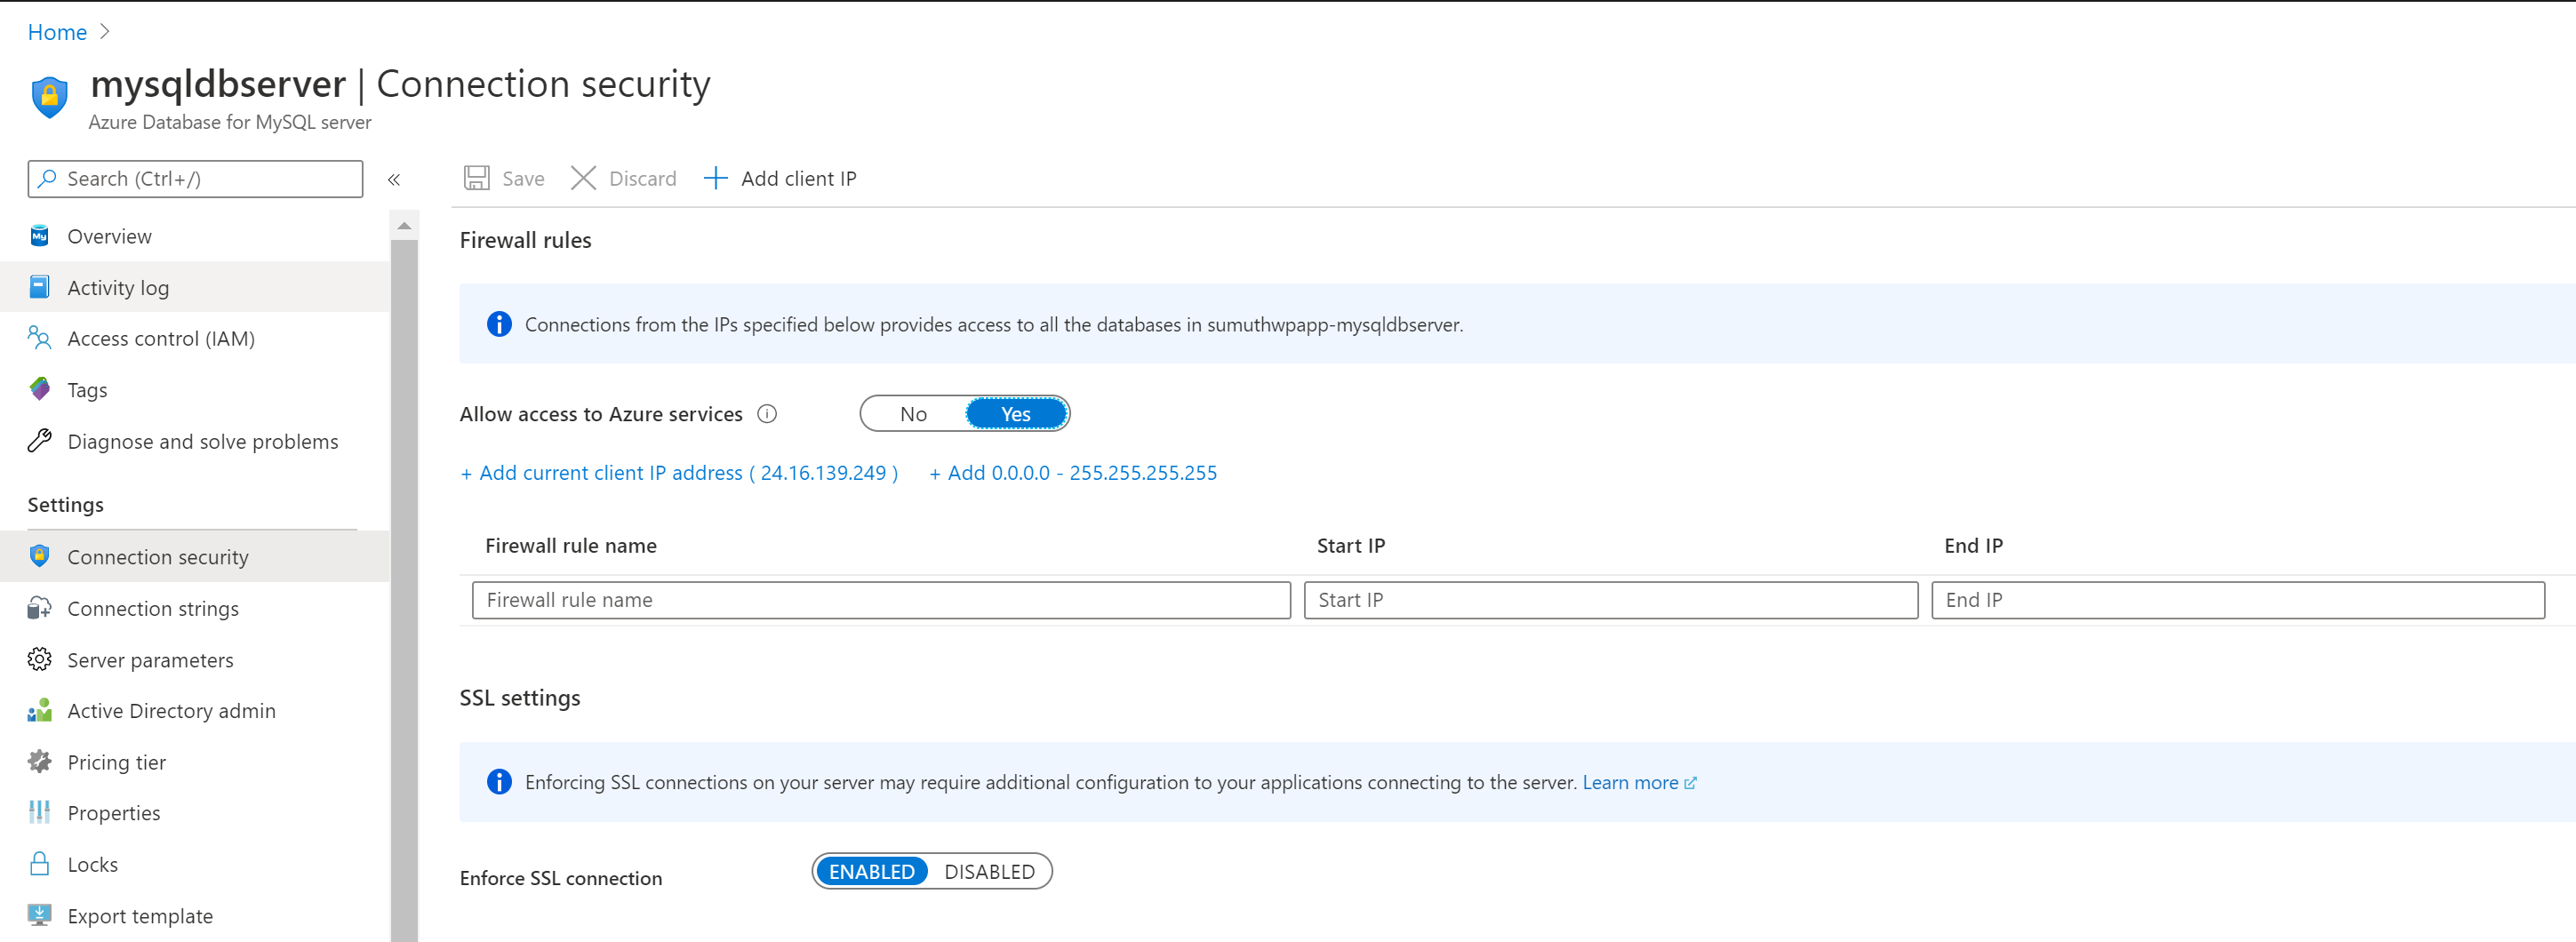 Home
mysqldbserver | Connection security
Azure Database for MySQL server
Search (Ctrl+/)
«
Save
Discard
Add client IP
Overview
Activity log
Access control (IAM)
Tags
Diagnose and solve problems
Settings
Connection security
Connection strings
Server parameters
Active Directory admin
Pricing tier
Properties
Locks
Export template
Firewall rules
Connections from the IPs specified below provides access to all the databases in sumuthwpapp-mysqldbserver.
Allow access to Azure services
No
Yes
+ Add current client IP address ( 24.16.139.249 )
+ Add 0.0.0.0 - 255.255.255.255
Firewall rule name
Start IP
End IP
Firewall rule name
Start IP
End IP
SSL settings
Enforcing SSL connections on your server may require additional configuration to your applications connecting to the server. Learn more
Enforce SSL connection
ENABLED
DISABLED